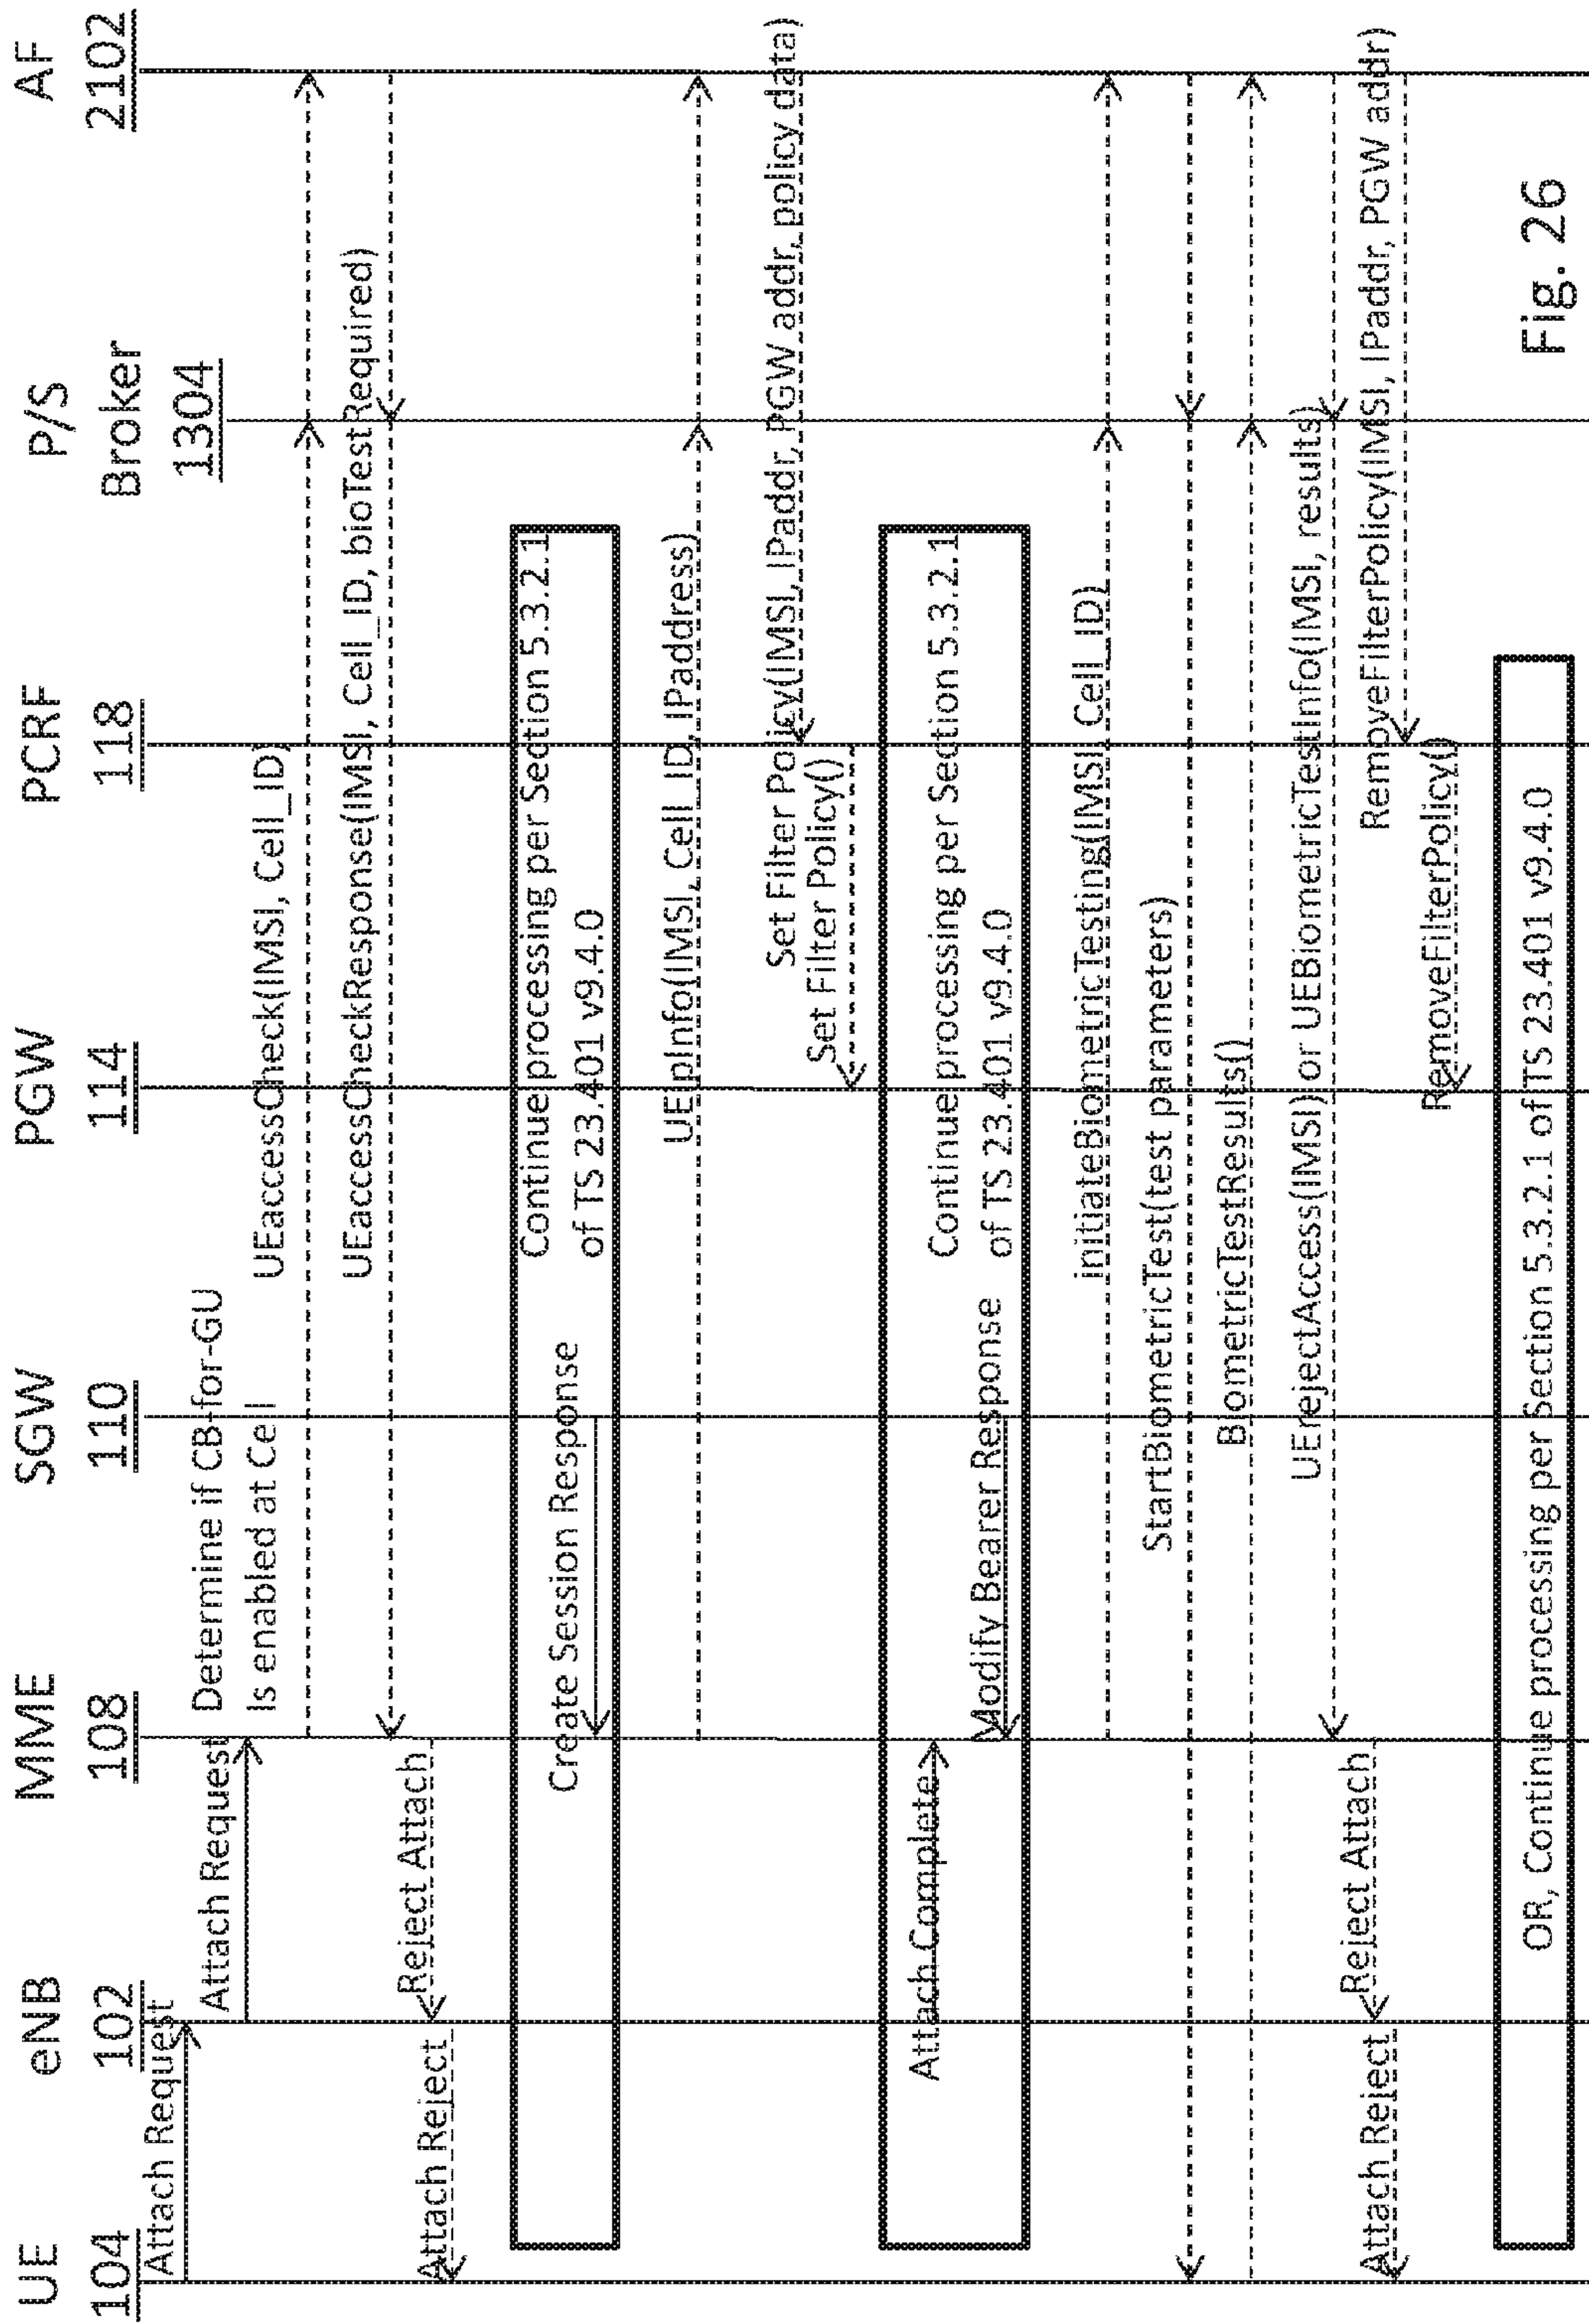 UE
104
eNB
102
MME
108
SGW
110
PGW
114
PCRF
118
P/S
Broker
1304
AF
2102
Attach Request
Attach Request
Determine if CB-for-GU
Is enabled at Cell
UEaccessCheck(IMSI, Cell_ID)
UEaccessCheckResponse(IMSI, Cell_ID, bioTestRequired)
Reject Attach
Attach Reject
Continue processing per Section 5.3.2.1
of TS 23.401 v9.4.0
Create Session Response
UEipInfo(IMSI, Cell_ID, IPaddress)
Set Filter Policy(IMSI, IPaddr, PGW addr, policy data)
Set Filter Policy()
Continue processing per Section 5.3.2.1
of TS 23.401 v9.4.0
Attach Complete
Modify Bearer Response
initiateBiometricTesting(IMSI, Cell_ID)
StartBiometricTest(test parameters)
BiometricTestResults()
UErejectAccess(IMSI) or UEBiometricTestInfo(IMSI, results)
Reject Attach
Attach Reject
RemoveFilterPolicy(IMSI, IPaddr, PGW addr)
RemoveFilterPolicy()
OR, Continue processing per Section 5.3.2.1 of TS 23.401 v9.4.0
Fig. 26